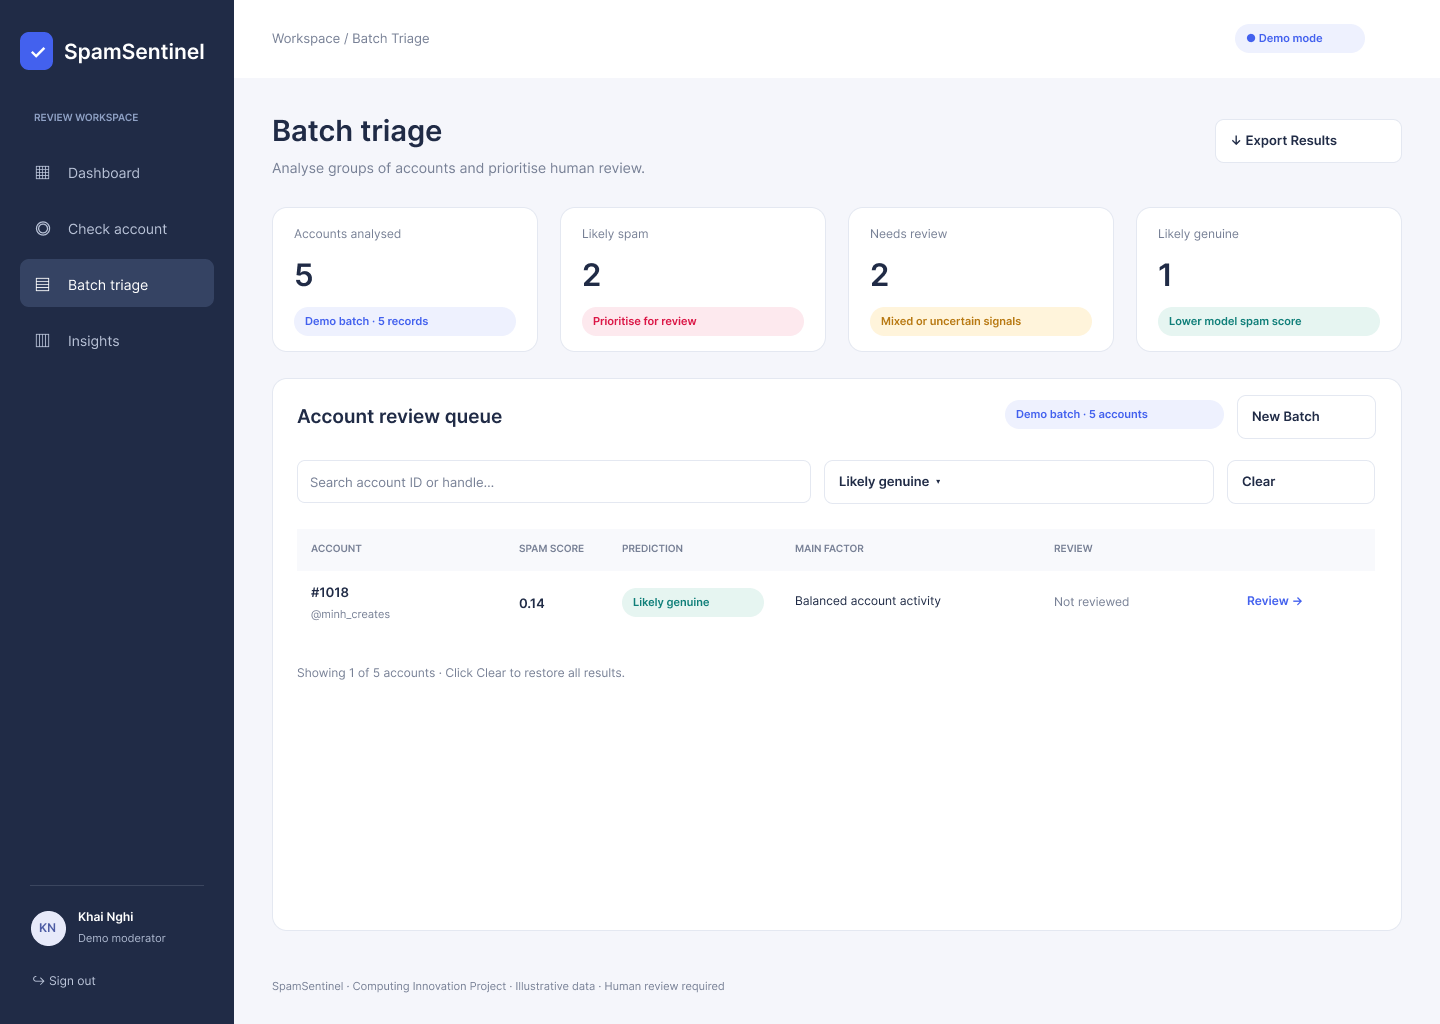 SpamSentinel
REVIEW WORKSPACE
Dashboard
Check account
Batch triage
Insights
KN
Khai Nghi
Demo moderator
↪ Sign out
Workspace / Batch Triage
● Demo mode
Batch triage
Analyse groups of accounts and prioritise human review.
↓ Export Results
Accounts analysed
5
Demo batch · 5 records
Likely spam
2
Prioritise for review
Needs review
2
Mixed or uncertain signals
Likely genuine
1
Lower model spam score
Account review queue
Demo batch · 5 accounts
New Batch
Search account ID or handle...
Likely genuine ▾
Clear
ACCOUNT SPAM SCORE PREDICTION MAIN FACTOR REVIEW
#1018
@minh_creates
0.14
Likely genuine
Balanced account activity
Not reviewed
Review →
Showing 1 of 5 accounts · Click Clear to restore all results.
SpamSentinel · Computing Innovation Project · Illustrative data · Human review required